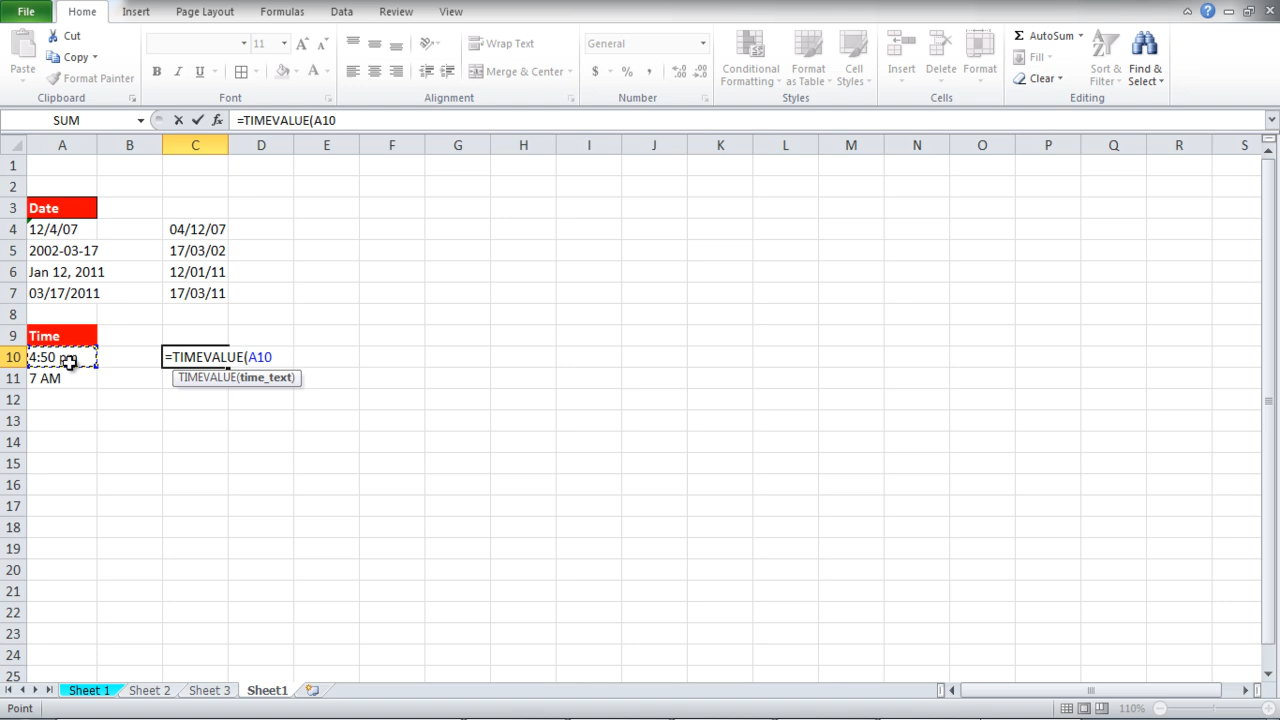 File Home Insert Page Layout Formulas Data Review View
Cut
Copy
Format Painter
Paste
11
Wrap Text
Merge & Center
General
Conditional Formatting
Format as Table
Cell Styles
Insert
Delete
Format
AutoSum
Fill
Clear
Sort & Filter
Find & Select
Clipboard Font Alignment Number Styles Cells Editing
SUM =TIMEVALUE(A10
A B C D E F G H I J K L M N O P Q R S
1
2
3 Date
4 12/4/07 04/12/07
5 2002-03-17 17/03/02
6 Jan 12, 2011 12/01/11
7 03/17/2011 17/03/11
8
9 Time
10 4:50 =TIMEVALUE(A10
TIMEVALUE(time_text)
11 7 AM
12
13
14
15
16
17
18
19
20
21
22
23
24
25
Sheet 1 Sheet 2 Sheet 3 Sheet1
Point 110%